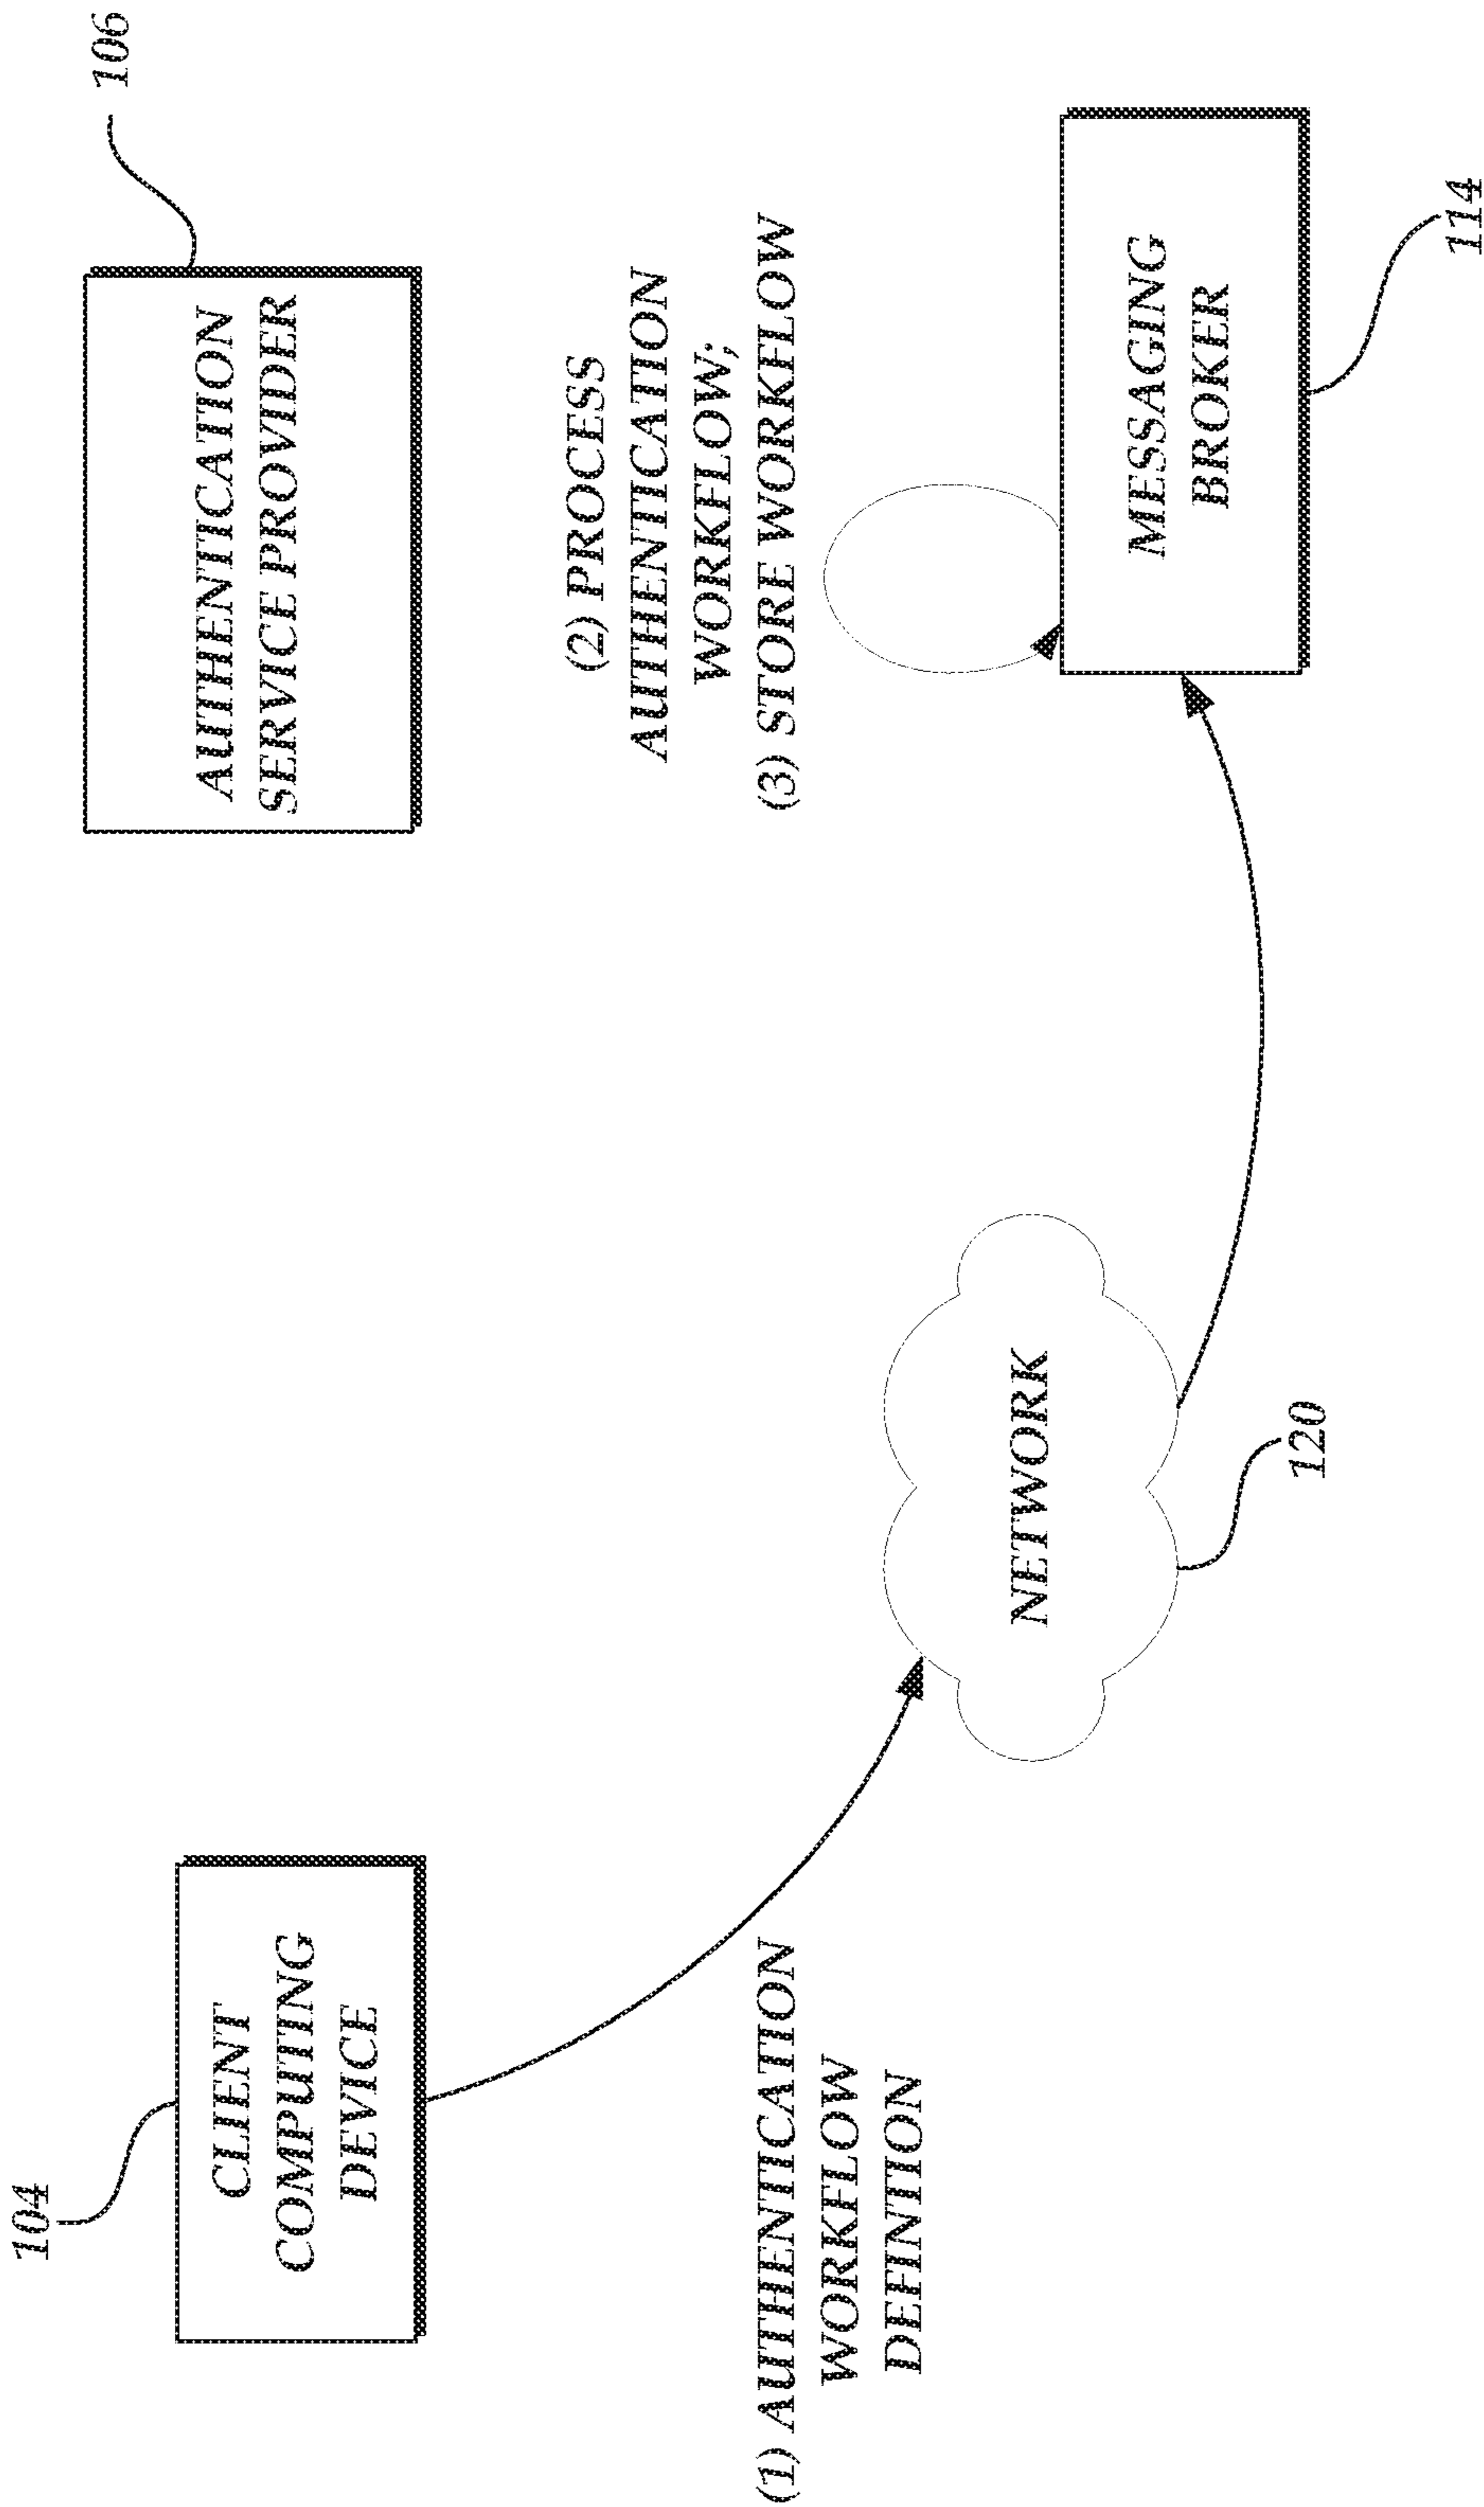 104
CLIENT
COMPUTING
DEVICE
106
AUTHENTICATION
SERVICE PROVIDER
(1) AUTHENTICATION
WORKFLOW
DEFINTION
(2) PROCESS
AUTHENTICATION
WORKFLOW;
(3) STORE WORKFLOW
NETWORK
120
MESSAGING
BROKER
114